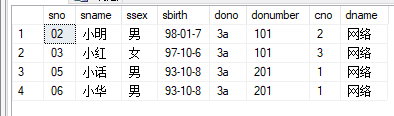 sno sname ssex sbirth dono donumber cno dname
1 02 小明 男 98-01-7 3a 101 2 网络
2 03 小红 女 97-10-6 3a 101 3 网络
3 05 小话 男 93-10-8 3a 201 1 网络
4 06 小华 男 93-10-8 3a 201 1 网络